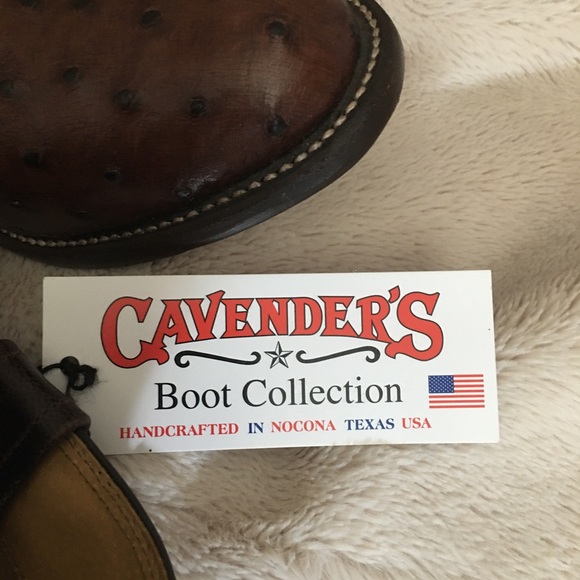 CAVENDER'S
Boot Collection
HANDCRAFTED IN NOCONA TEXAS USA